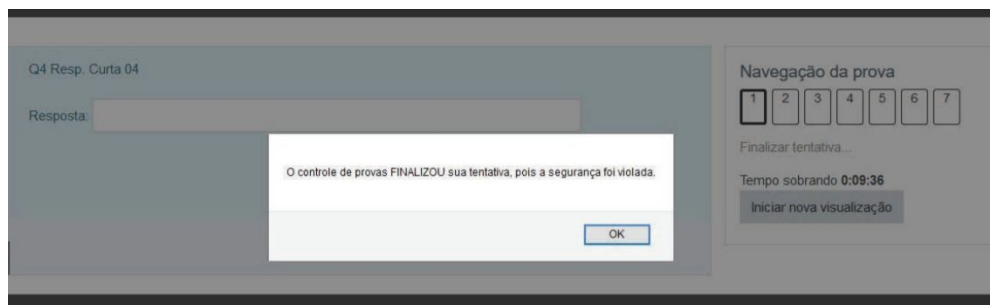 Q4 Resp. Curta 04
Resposta:
O controle de provas FINALIZOU sua tentativa, pois a segurança foi violada.
OK
Navegação da prova
1 2 3 4 5 6 7
Finalizar tentativa...
Tempo sobrando 0:09:36
Iniciar nova visualização